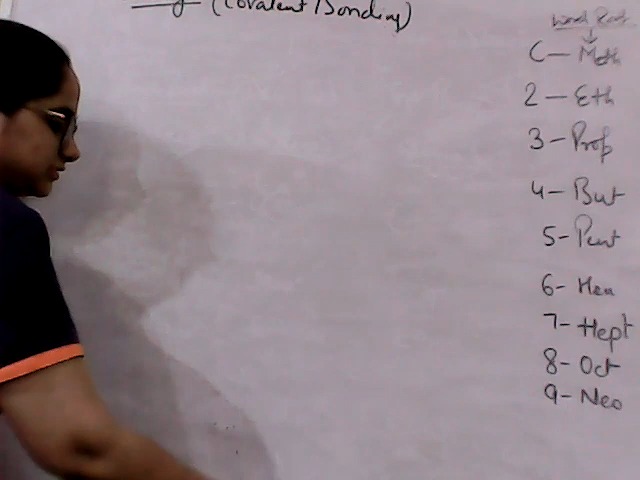 (Covalent Bonding)
Word Root
C - Meth
2 - Eth
3 - Prop
4 - But
5 - Pent
6 - Hex
7 - Hept
8 - Oct
9 - Neo